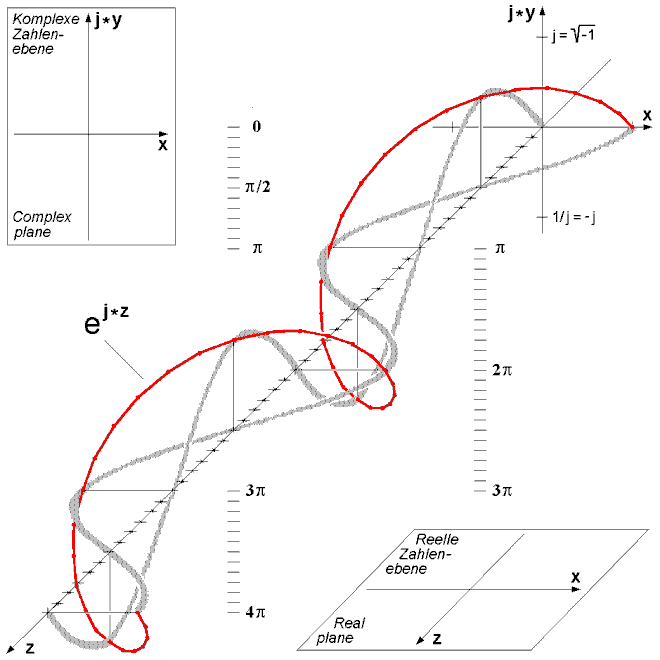 Komplexe
Zahlen-
ebene
j*y
x
Complex
plane
j*y
j = √-1
x
1/j = -j
0
π/2
π
π
2π
3π
3π
4π
e^j*z
z
Reelle
Zahlen-
ebene
x
Real
plane
z